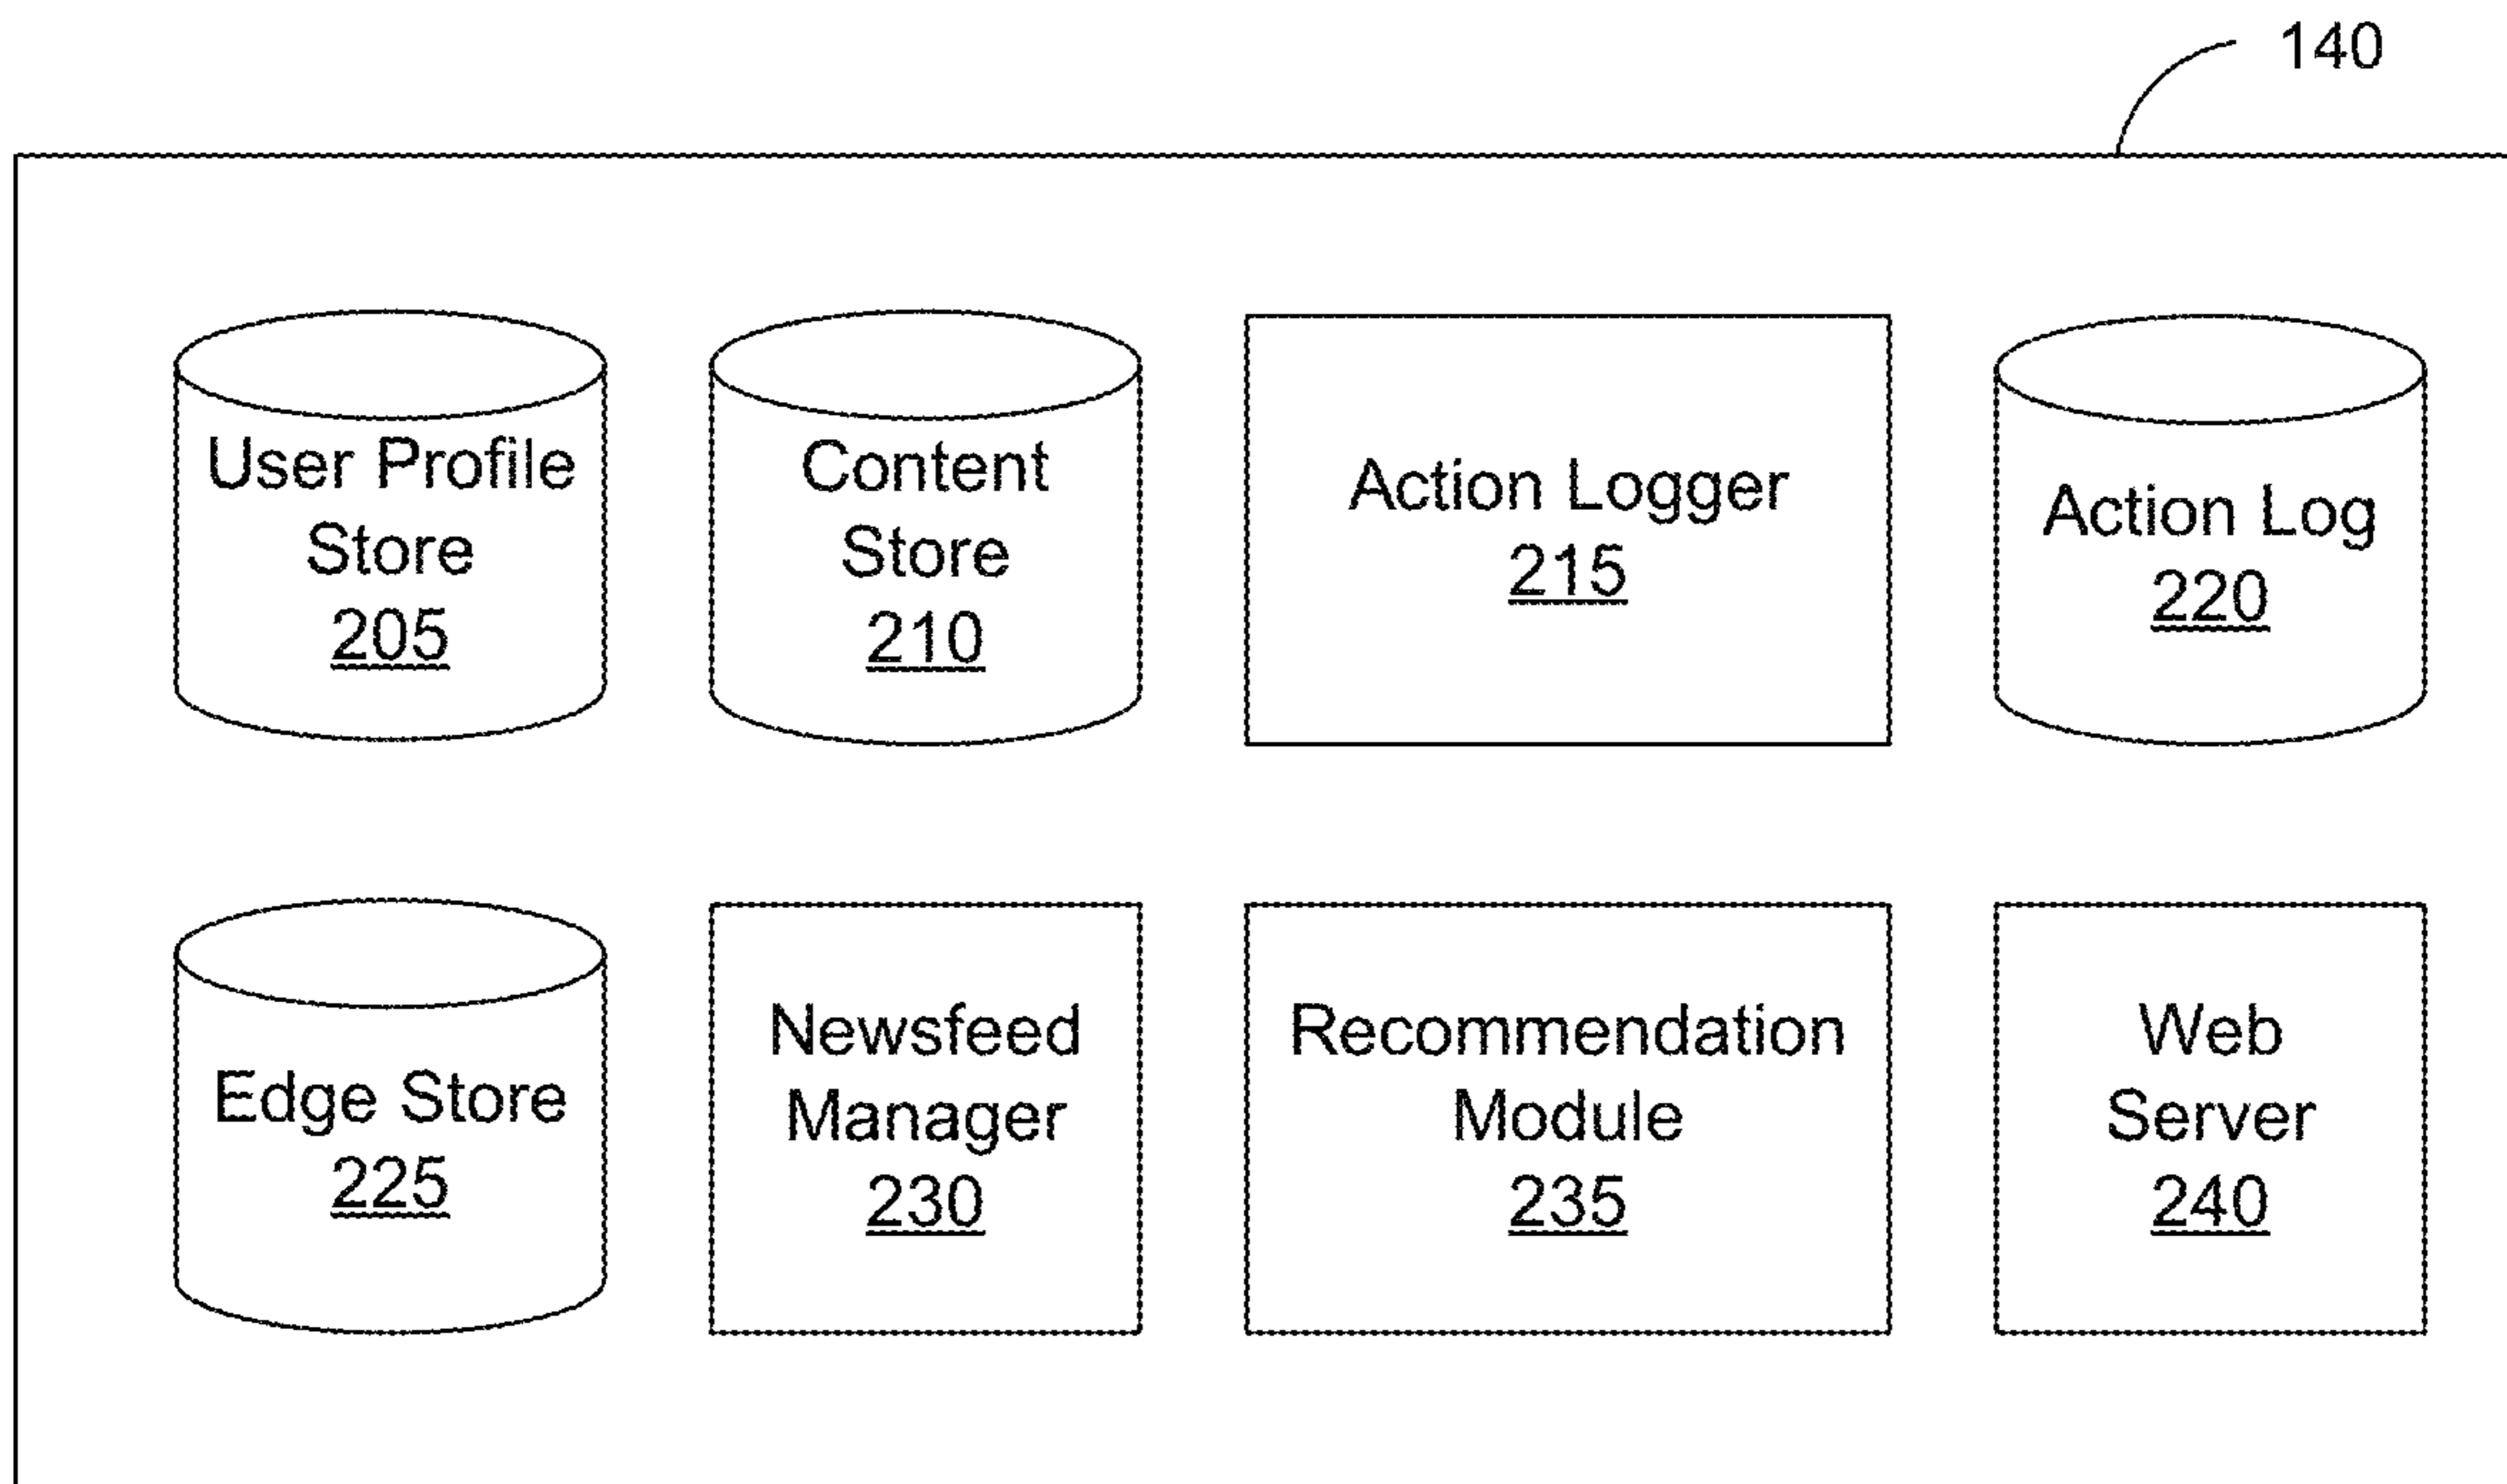 140
User Profile
Store
205
Content
Store
210
Action Logger
215
Action Log
220
Edge Store
225
Newsfeed
Manager
230
Recommendation
Module
235
Web
Server
240